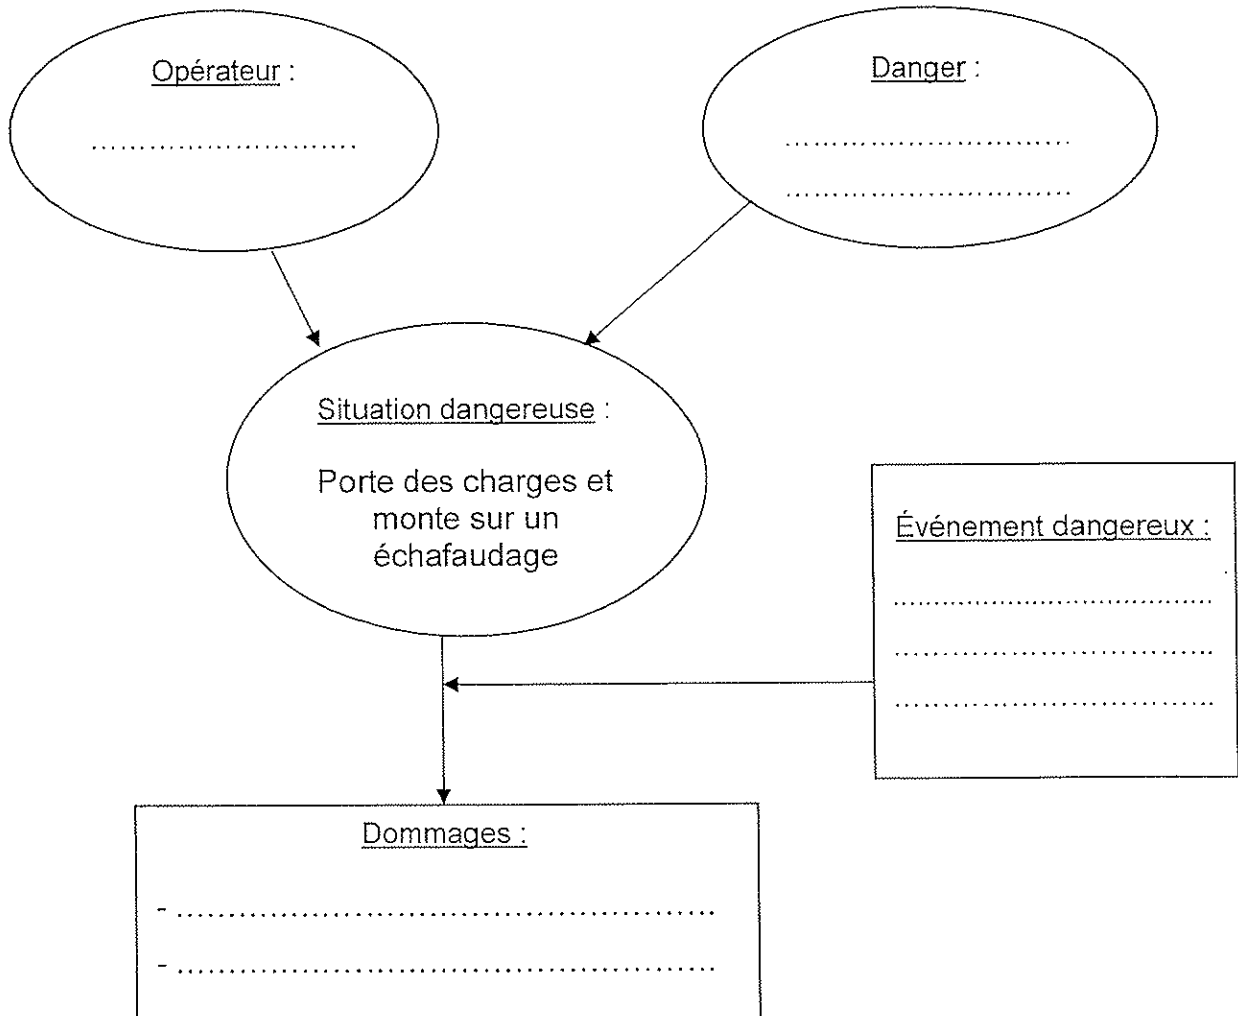 Opérateur :
..............................
Danger :
................................
................................
Situation dangereuse :
Porte des charges et
monte sur un
échafaudage
Événement dangereux :
....................................
....................................
....................................
Dommages :
- ..............................................................
- ..............................................................